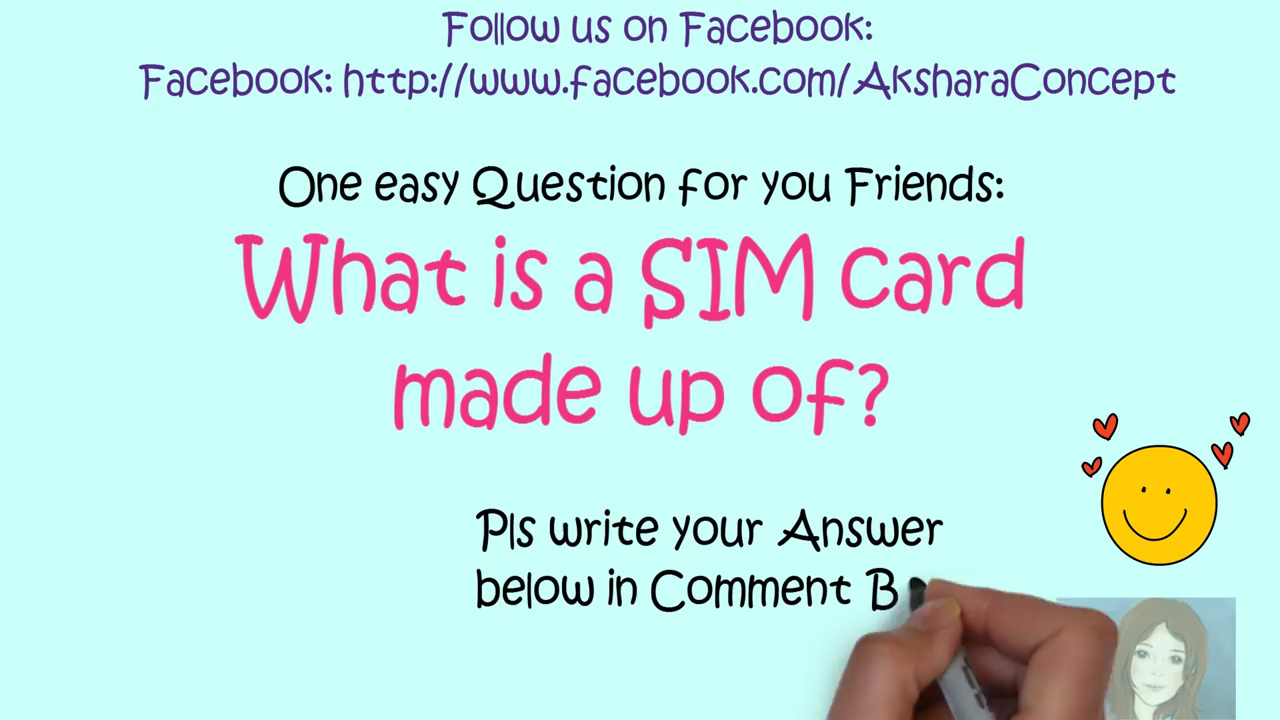 Follow us on Facebook:
Facebook: http://www.facebook.com/AksharaConcept
One easy Question for you Friends:
What is a SIM card
made up of?
Pls write your Answer
below in Comment B